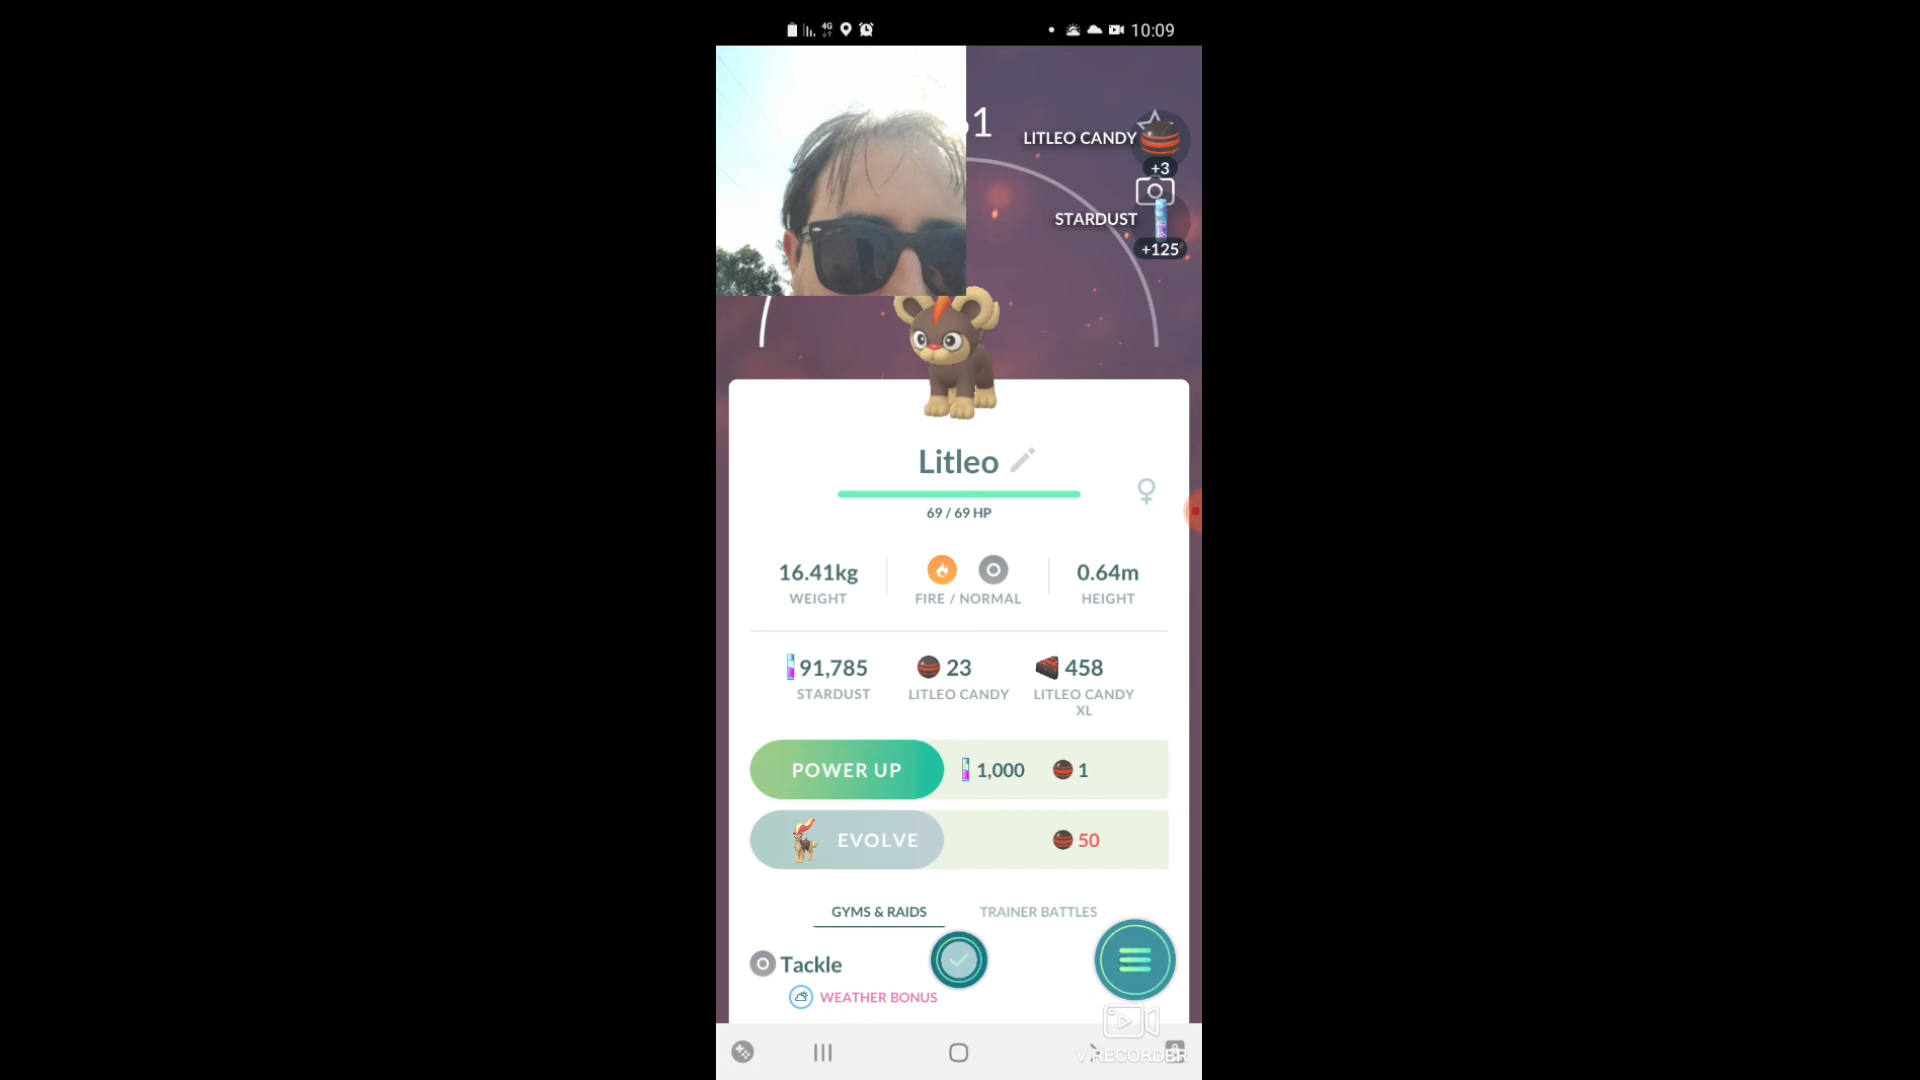 4G 10:09
1
LITLEO CANDY
+3
STARDUST
+125
Litleo
69 / 69 HP
16.41kg 0.64m
WEIGHT FIRE / NORMAL HEIGHT
91,785 23 458
STARDUST LITLEO CANDY LITLEO CANDY
XL
POWER UP 1,000 1
EVOLVE 50
GYMS & RAIDS TRAINER BATTLES
Tackle
WEATHER BONUS
V RECORDER